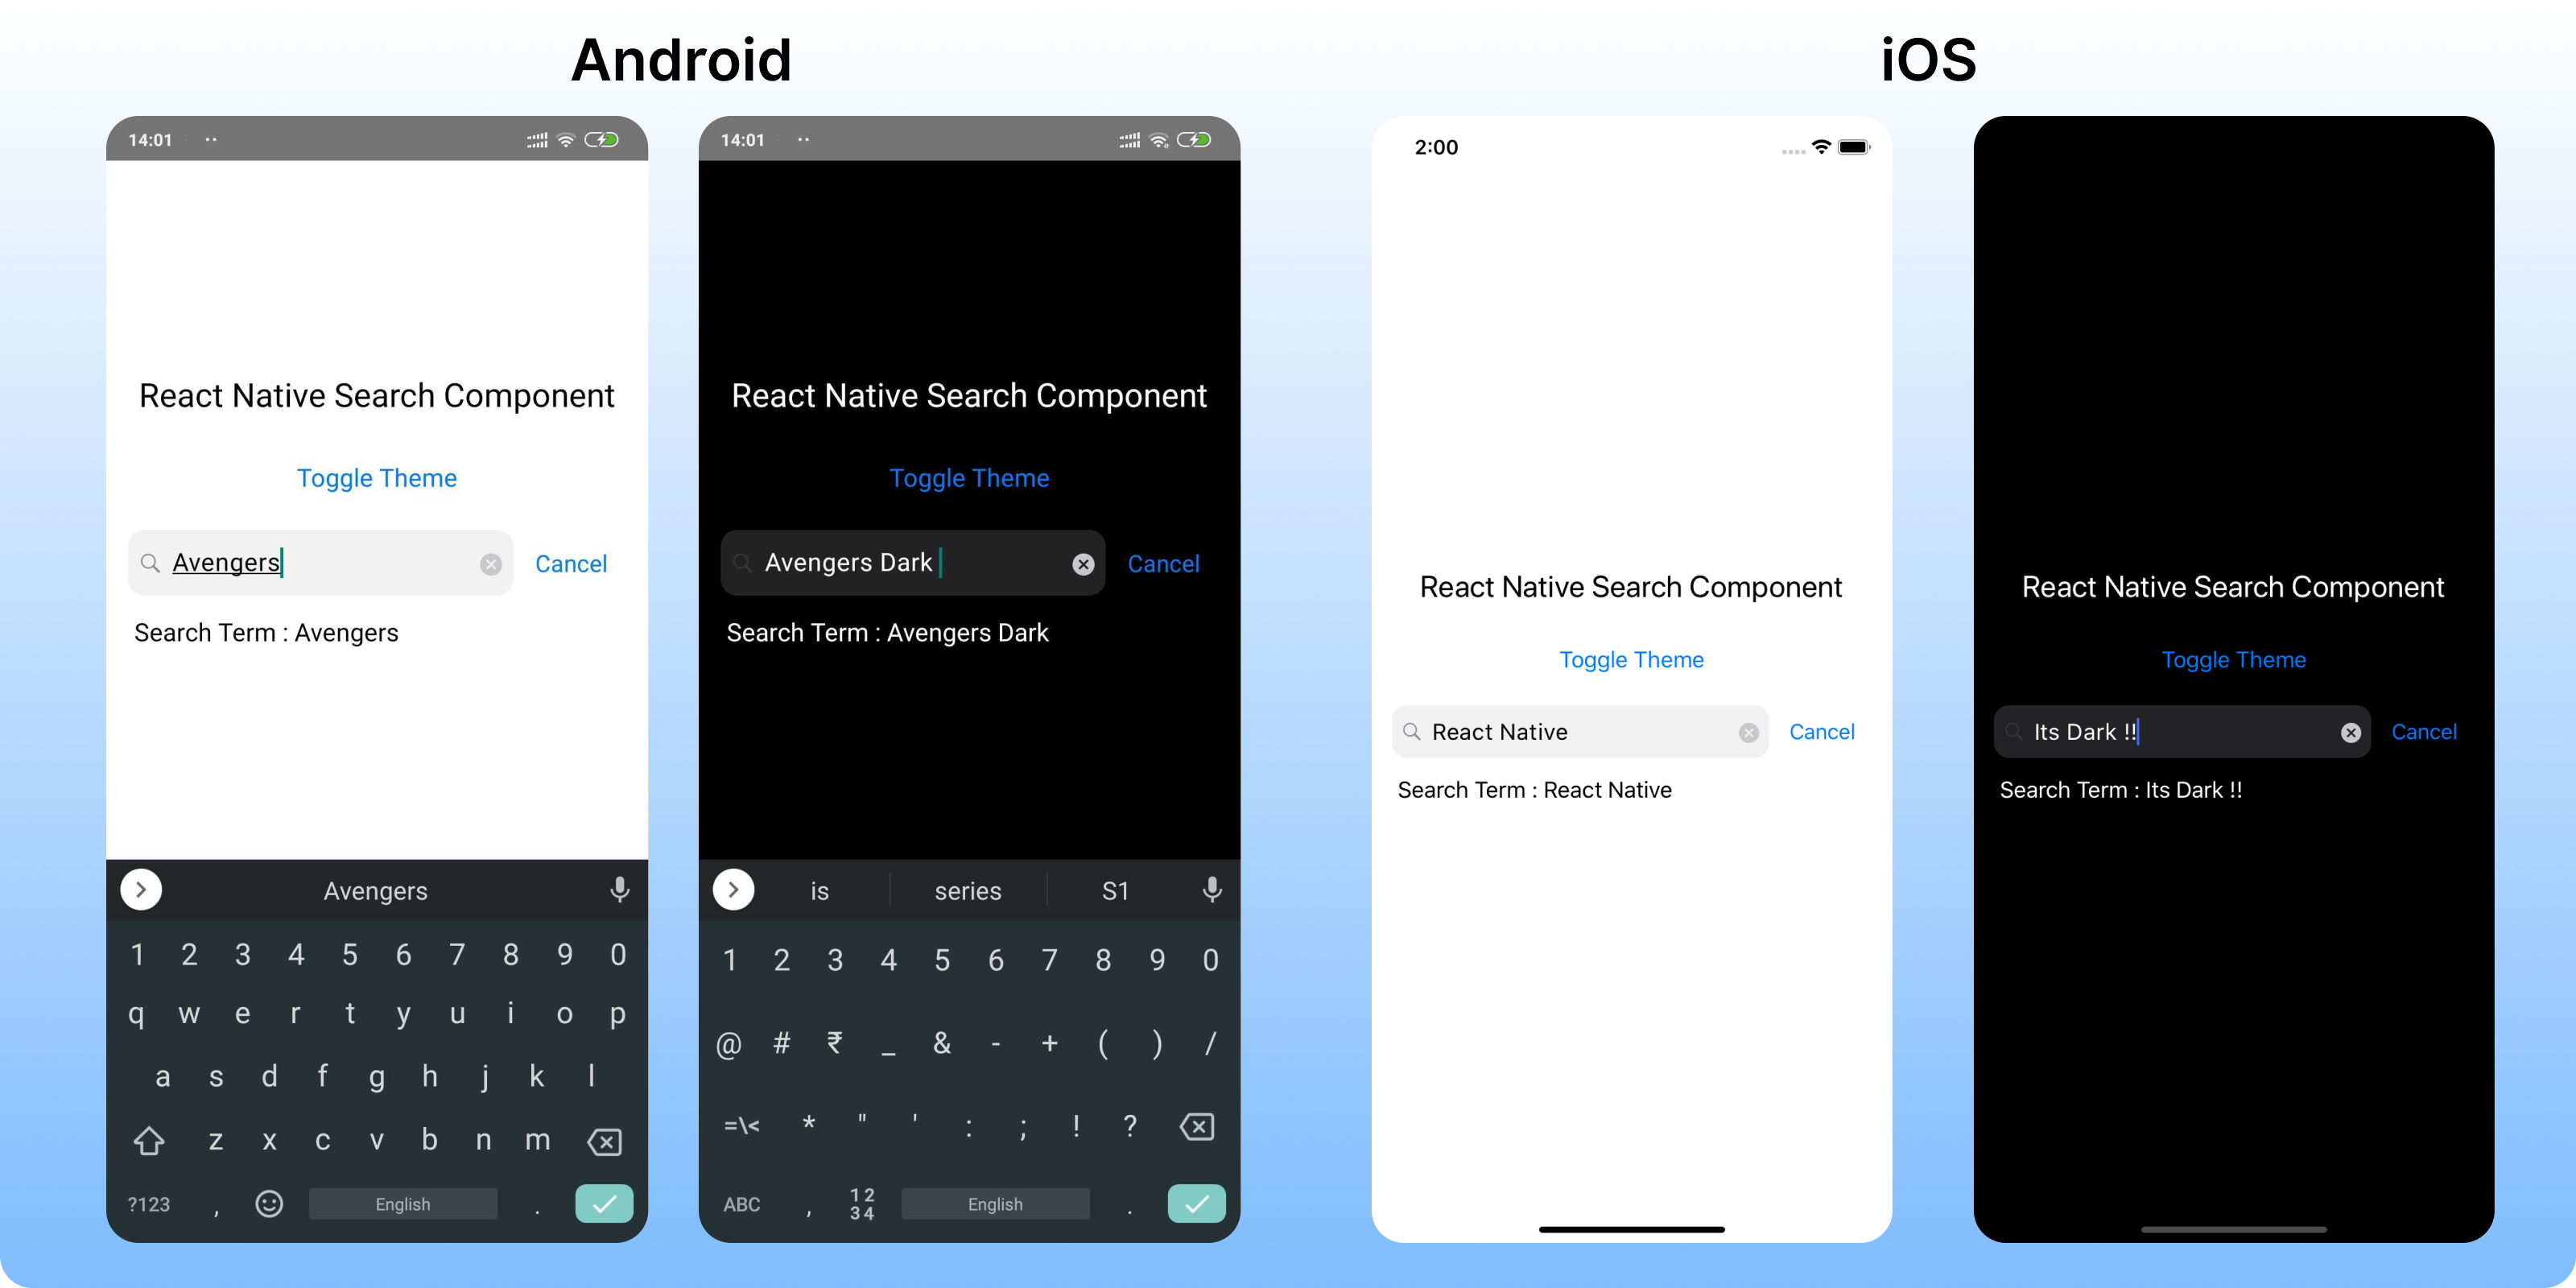 Android
iOS
14:01
React Native Search Component
Toggle Theme
Avengers
Cancel
Search Term : Avengers
Avengers
1 2 3 4 5 6 7 8 9 0
q w e r t y u i o p
a s d f g h j k l
z x c v b n m
?123 , English .
14:01
React Native Search Component
Toggle Theme
Avengers Dark
Cancel
Search Term : Avengers Dark
is series S1
1 2 3 4 5 6 7 8 9 0
@ # ₹ _ & - + ( ) /
=\< * " ' : ; ! ?
ABC , 12 34 English .
2:00
React Native Search Component
Toggle Theme
React Native
Cancel
Search Term : React Native
React Native Search Component
Toggle Theme
Its Dark !!
Cancel
Search Term : Its Dark !!